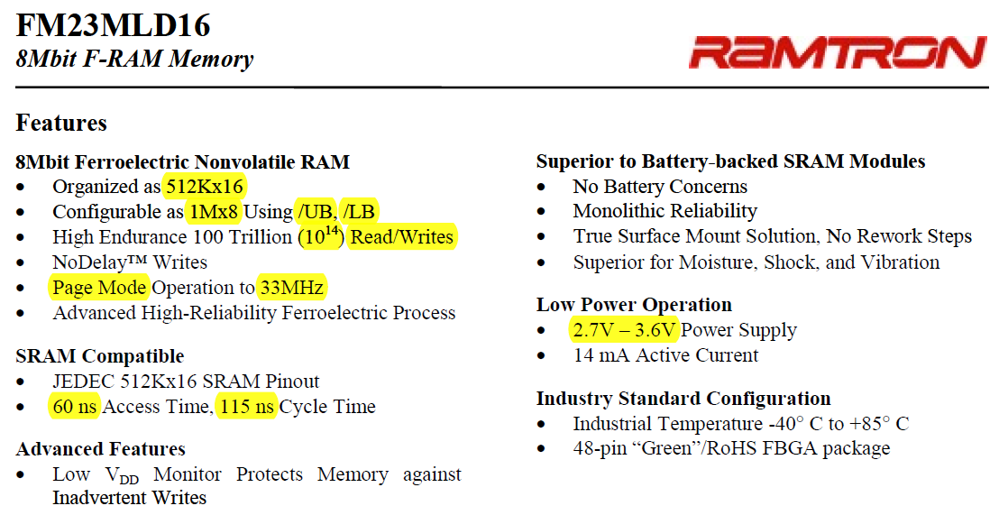 FM23MLD16
8Mbit F-RAM Memory
RAMTRON
Features
8Mbit Ferroelectric Nonvolatile RAM
• Organized as 512Kx16
• Configurable as 1Mx8 Using /UB, /LB
• High Endurance 100 Trillion (10¹⁴) Read/Writes
• NoDelay™ Writes
• Page Mode Operation to 33MHz
• Advanced High-Reliability Ferroelectric Process
SRAM Compatible
• JEDEC 512Kx16 SRAM Pinout
• 60 ns Access Time, 115 ns Cycle Time
Advanced Features
• Low VDD Monitor Protects Memory against
Inadvertent Writes
Superior to Battery-backed SRAM Modules
• No Battery Concerns
• Monolithic Reliability
• True Surface Mount Solution, No Rework Steps
• Superior for Moisture, Shock, and Vibration
Low Power Operation
• 2.7V – 3.6V Power Supply
• 14 mA Active Current
Industry Standard Configuration
• Industrial Temperature -40° C to +85° C
• 48-pin “Green”/RoHS FBGA package